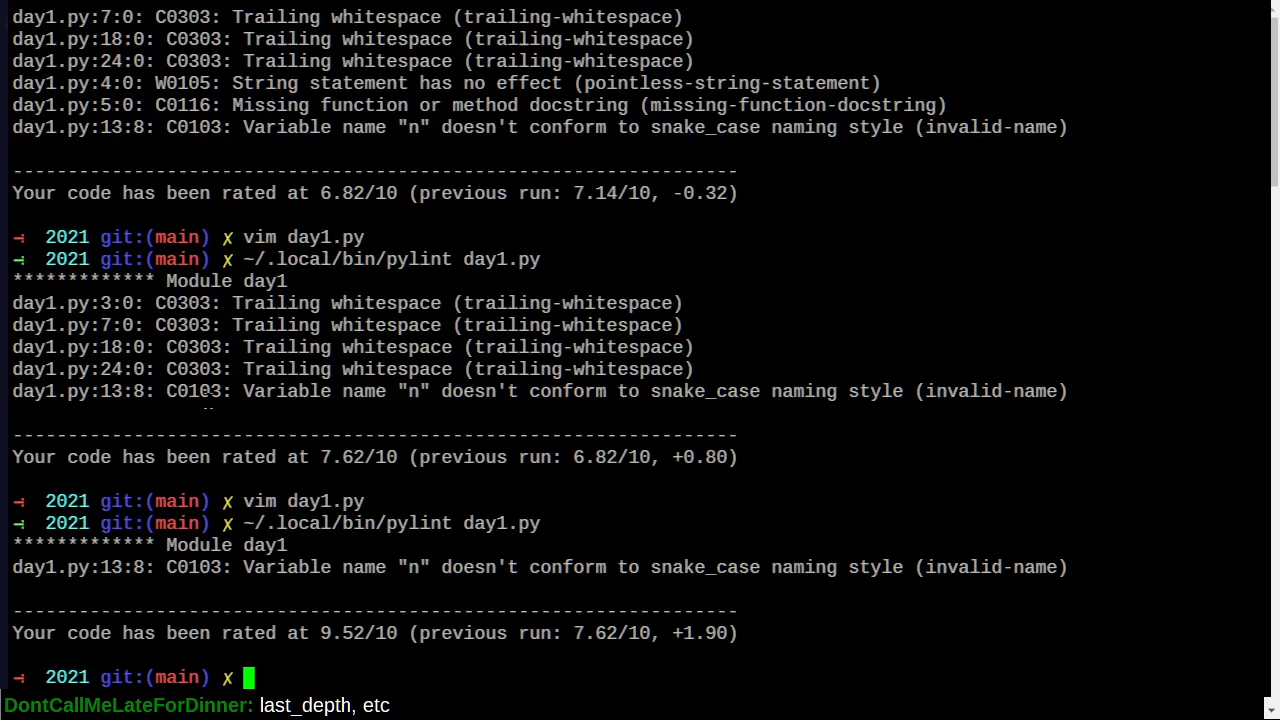 day1.py:7:0: C0303: Trailing whitespace (trailing-whitespace)
day1.py:18:0: C0303: Trailing whitespace (trailing-whitespace)
day1.py:24:0: C0303: Trailing whitespace (trailing-whitespace)
day1.py:4:0: W0105: String statement has no effect (pointless-string-statement)
day1.py:5:0: C0116: Missing function or method docstring (missing-function-docstring)
day1.py:13:8: C0103: Variable name "n" doesn't conform to snake_case naming style (invalid-name)
------------------------------------------------------------------
Your code has been rated at 6.82/10 (previous run: 7.14/10, -0.32)
→ 2021 git:(main) ✗ vim day1.py
→ 2021 git:(main) ✗ ~/.local/bin/pylint day1.py
************* Module day1
day1.py:3:0: C0303: Trailing whitespace (trailing-whitespace)
day1.py:7:0: C0303: Trailing whitespace (trailing-whitespace)
day1.py:18:0: C0303: Trailing whitespace (trailing-whitespace)
day1.py:24:0: C0303: Trailing whitespace (trailing-whitespace)
day1.py:13:8: C0103: Variable name "n" doesn't conform to snake_case naming style (invalid-name)
------------------------------------------------------------------
Your code has been rated at 7.62/10 (previous run: 6.82/10, +0.80)
→ 2021 git:(main) ✗ vim day1.py
→ 2021 git:(main) ✗ ~/.local/bin/pylint day1.py
************* Module day1
day1.py:13:8: C0103: Variable name "n" doesn't conform to snake_case naming style (invalid-name)
------------------------------------------------------------------
Your code has been rated at 9.52/10 (previous run: 7.62/10, +1.90)
→ 2021 git:(main) ✗
DontCallMeLateForDinner: last_depth, etc